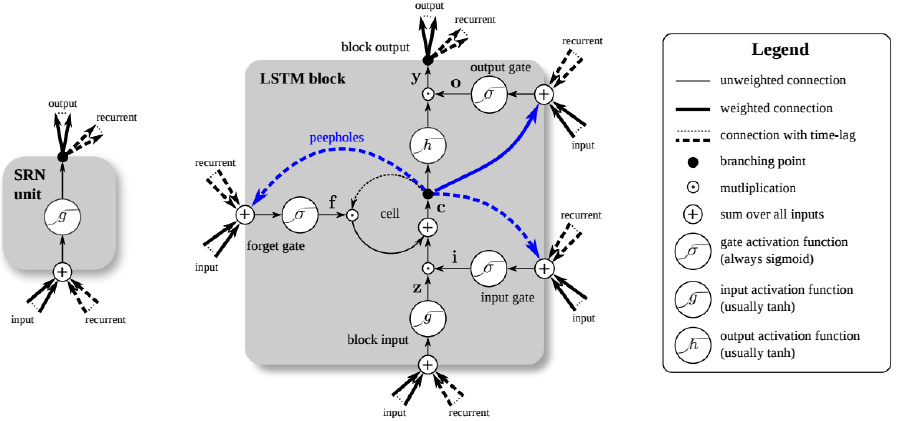 output
recurrent
SRN
unit
g
input
recurrent
output
recurrent
block output
LSTM block
y
o
output gate
σ
recurrent
input
h
peepholes
recurrent
f
σ
cell
c
forget gate
input
recurrent
i
σ
input gate
z
input
g
block input
input
recurrent
Legend
unweighted connection
weighted connection
connection with time-lag
branching point
mutliplication
sum over all inputs
σ
gate activation function
(always sigmoid)
g
input activation function
(usually tanh)
h
output activation function
(usually tanh)